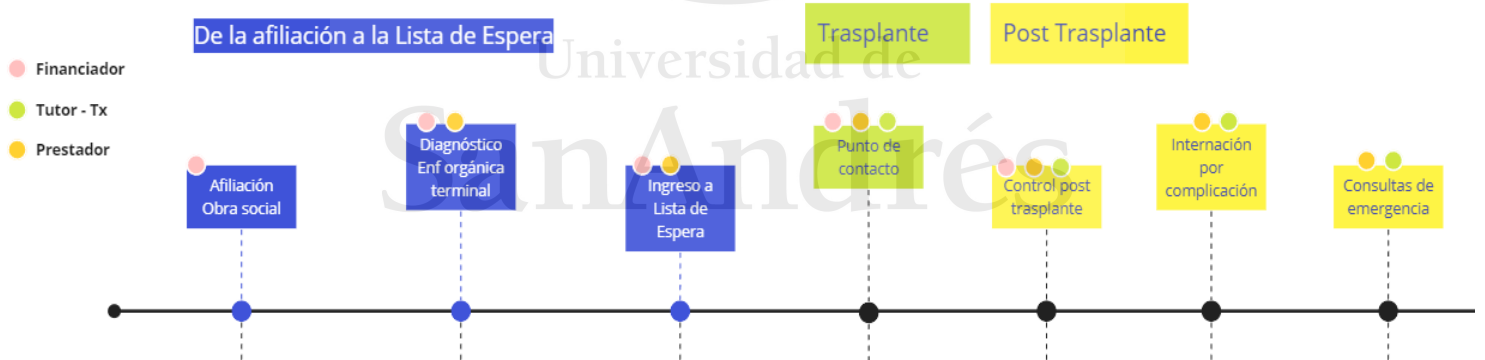 De la afiliación a la Lista de Espera
Trasplante
Post Trasplante
Universidad de
SanAndrés
Financiador
Tutor - Tx
Prestador
Afiliación
Obra social
Diagnóstico
Enf orgánica
terminal
Ingreso a
Lista de
Espera
Punto de
contacto
Control post
trasplante
Internación
por
complicación
Consultas de
emergencia